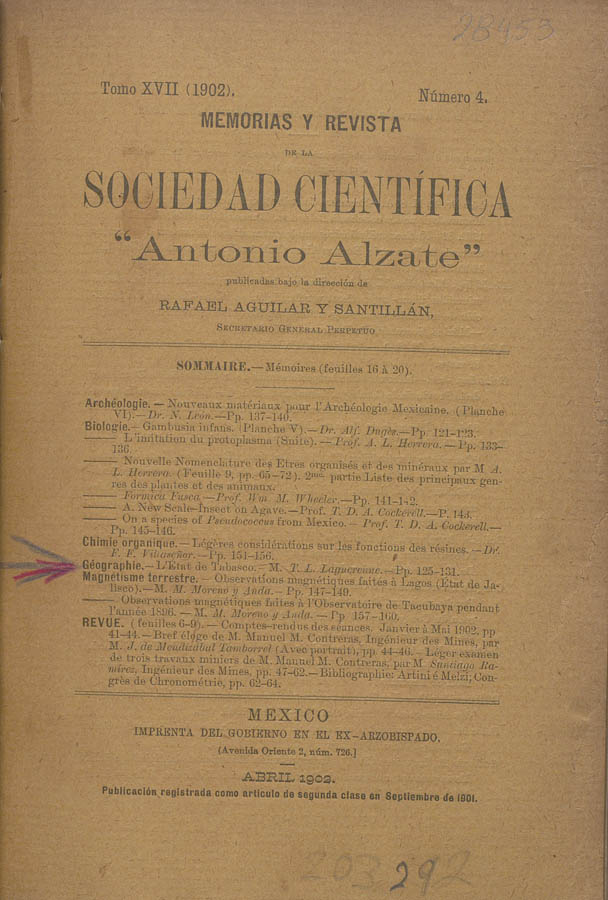 28453
Tomo XVII (1902).
Número 4.
MEMORIAS Y REVISTA
DE LA
SOCIEDAD CIENTÍFICA
“Antonio Alzate”
publicadas bajo la dirección de
RAFAEL AGUILAR Y SANTILLÁN,
SECRETARIO GENERAL PERPETUO
SOMMAIRE.—Mémoires (feuilles 16 à 20).
Archéologie. — Nouveaux matériaux pour l'Archéologie Mexicaine. (Planche
VI).—Dr. N. León.—Pp. 137-140.
Biologie.—Gambusia infans. (Planche V).—Dr. Alf. Dugès.—Pp. 121-123.
—— L'imitation du protoplasma (Suite).—Prof. A. L. Herrera.—Pp. 133-
136.
—— Nouvelle Nomenclature des Etres organisés et des minéraux par M A.
L. Herrera. (Feuille 9, pp. 65-72). 2me partie Liste des principaux gen-
res des plantes et des animaux.
—— Formica Fusca.—Prof. Wm M. Wheeler.—Pp. 141-142.
—— A. New Scale-Insect on Agave.—Prof. T. D. A. Cockerell.—P. 143.
—— On a species of Pseudococcus from Mexico.—Prof. T. D. A. Cockerell.—
Pp. 145-146.
Chimie organique.—Légères considérations sur les fonctions des résines.—Dr.
F. F. Villaseñor.—Pp. 151-156.
Géographie.—L'Etat de Tabasco.—M. T. L. Laguerenne.—Pp. 125-131.
Magnétisme terrestre.—Observations magnétiques faites à Lagos (Etat de Ja-
lisco).—M. M. Moreno y Anda.—Pp. 147-149.
—— Observations magnétiques faites à l'Observatoire de Tacubaya pendant
l'année 1896.—M. M. Moreno y Anda.—Pp 157-160.
REVUE. (feuilles 6-9).—Comptes-rendus des séances. Janvier à Mai 1902, pp
41-44.—Bref éloge de M. Manuel M. Contreras, Ingénieur des Mines, par
M. J. de Mendizábal Tamborrel (Avec portrait), pp. 44-46.—Léger examen
de trois travaux miniers de M. Manuel M. Contreras, par M. Santiago Ra-
mírez, Ingénieur des Mines, pp. 47-62.—Bibliographie: Artini é Melzi; Con-
grès de Chronométrie, pp. 62-64.
MEXICO
IMPRENTA DEL GOBIERNO EN EL EX-ARZOBISPADO.
(Avenida Oriente 2, núm. 726.]
ABRIL 1902.
Publicación registrada como artículo de segunda clase en Septiembre de 1901.
203 292